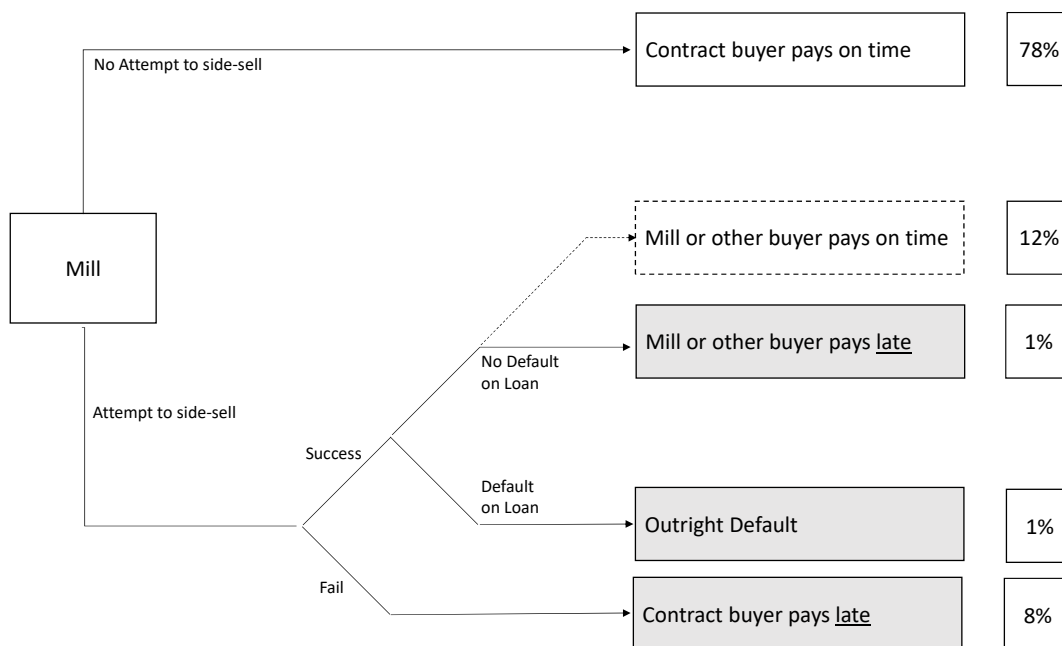 Contract buyer pays on time
78%
No Attempt to side-sell
Mill or other buyer pays on time
12%
Mill
Mill or other buyer pays late
1%
No Default
on Loan
Attempt to side-sell
Success
Default
on Loan
Outright Default
1%
Fail
Contract buyer pays late
8%